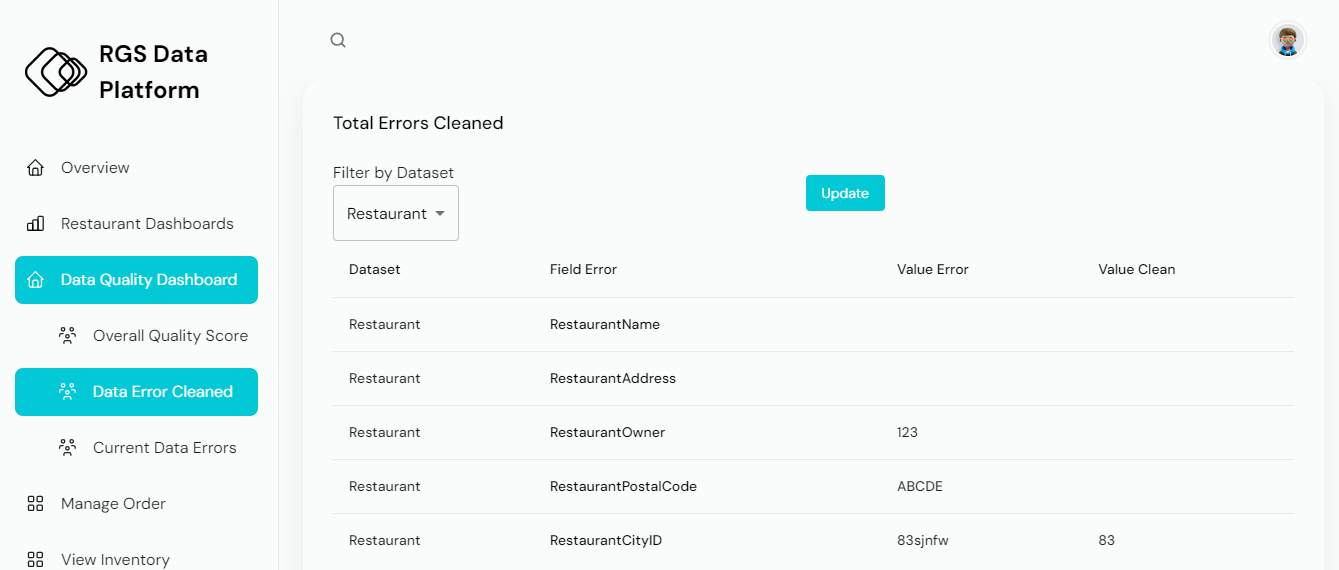 RGS Data
Platform
Overview
Restaurant Dashboards
Data Quality Dashboard
Overall Quality Score
Data Error Cleaned
Current Data Errors
Manage Order
View Inventory
Total Errors Cleaned
Filter by Dataset
Restaurant
Update
Dataset Field Error Value Error Value Clean
Restaurant RestaurantName
Restaurant RestaurantAddress
Restaurant RestaurantOwner 123
Restaurant RestaurantPostalCode ABCDE
Restaurant RestaurantCityID 83sjnfw 83